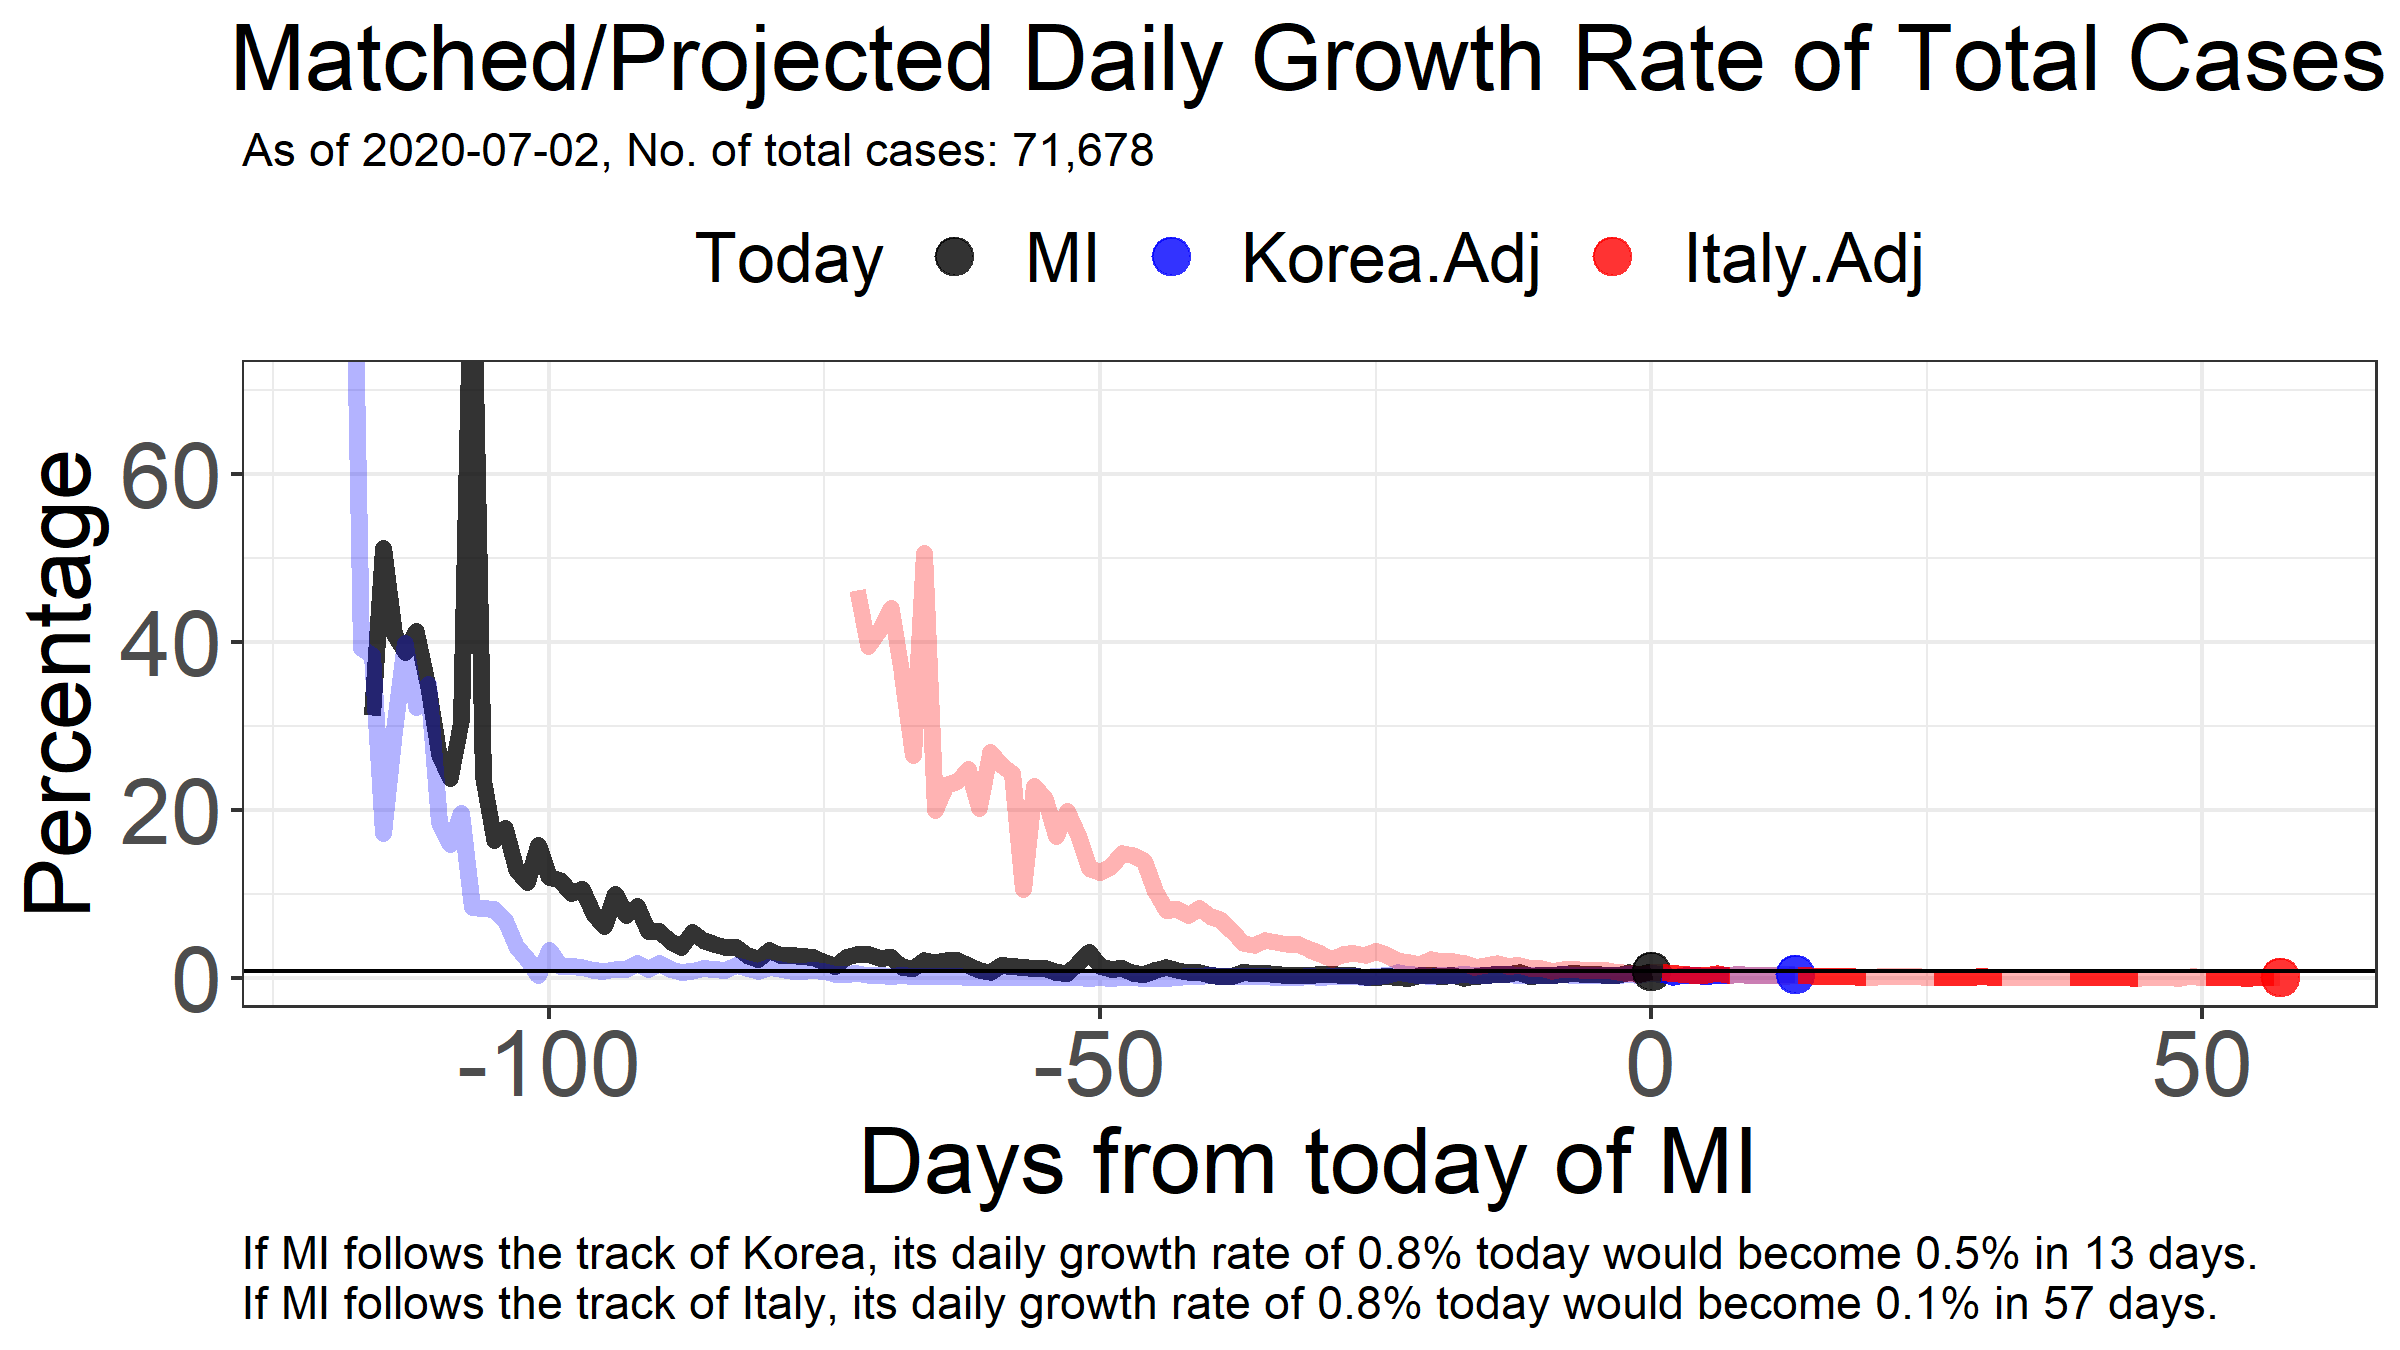 Matched/Projected Daily Growth Rate of Total Cases
As of 2020-07-02, No. of total cases: 71,678
Today MI Korea.Adj Italy.Adj
Percentage
60
40
20
0
-100 -50 0 50
Days from today of MI
If MI follows the track of Korea, its daily growth rate of 0.8% today would become 0.5% in 13 days.
If MI follows the track of Italy, its daily growth rate of 0.8% today would become 0.1% in 57 days.